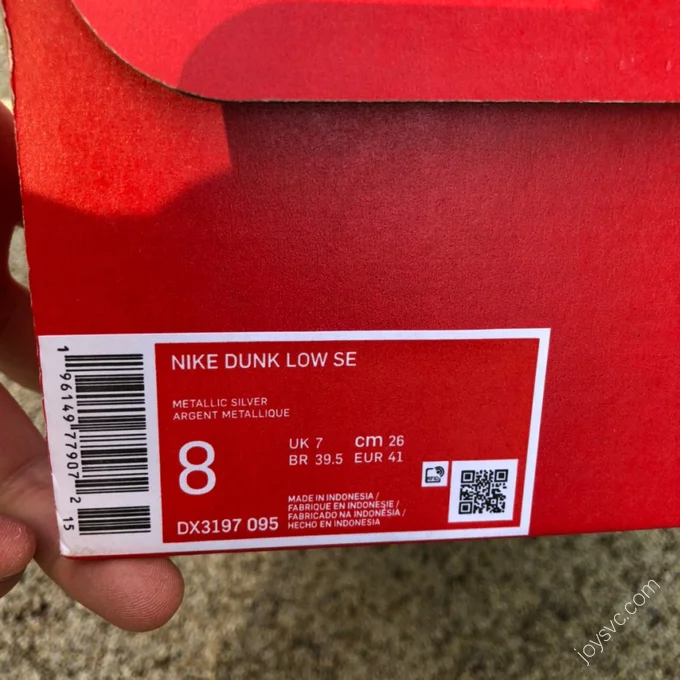 NIKE DUNK LOW SE
METALLIC SILVER
ARGENT METALLIQUE
8
UK 7 cm 26
BR 39.5 EUR 41
DX3197 095
MADE IN INDONESIA /
FABRIQUE EN INDONESIE /
FABRICADO NA INDONÉSIA /
HECHO EN INDONESIA
1 96149 77907 2 15
joysvc.com